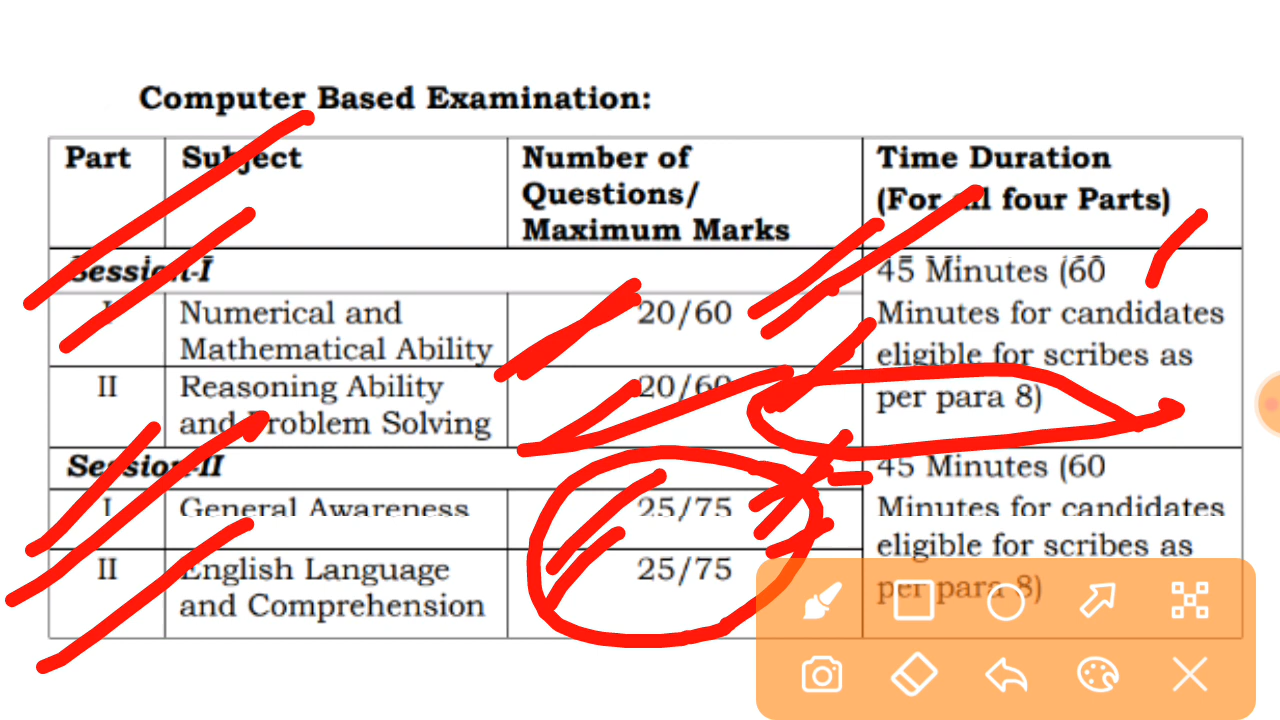 Computer Based Examination:
Part Subject Number of Questions/ Maximum Marks Time Duration (For all four Parts)
Session-I
I Numerical and Mathematical Ability 20/60
II Reasoning Ability and Problem Solving 20/60
45 Minutes (60
Minutes for candidates
eligible for scribes as
per para 8)
Session-II
I General Awareness 25/75
II English Language and Comprehension 25/75
45 Minutes (60
Minutes for candidates
eligible for scribes as
per para 8)